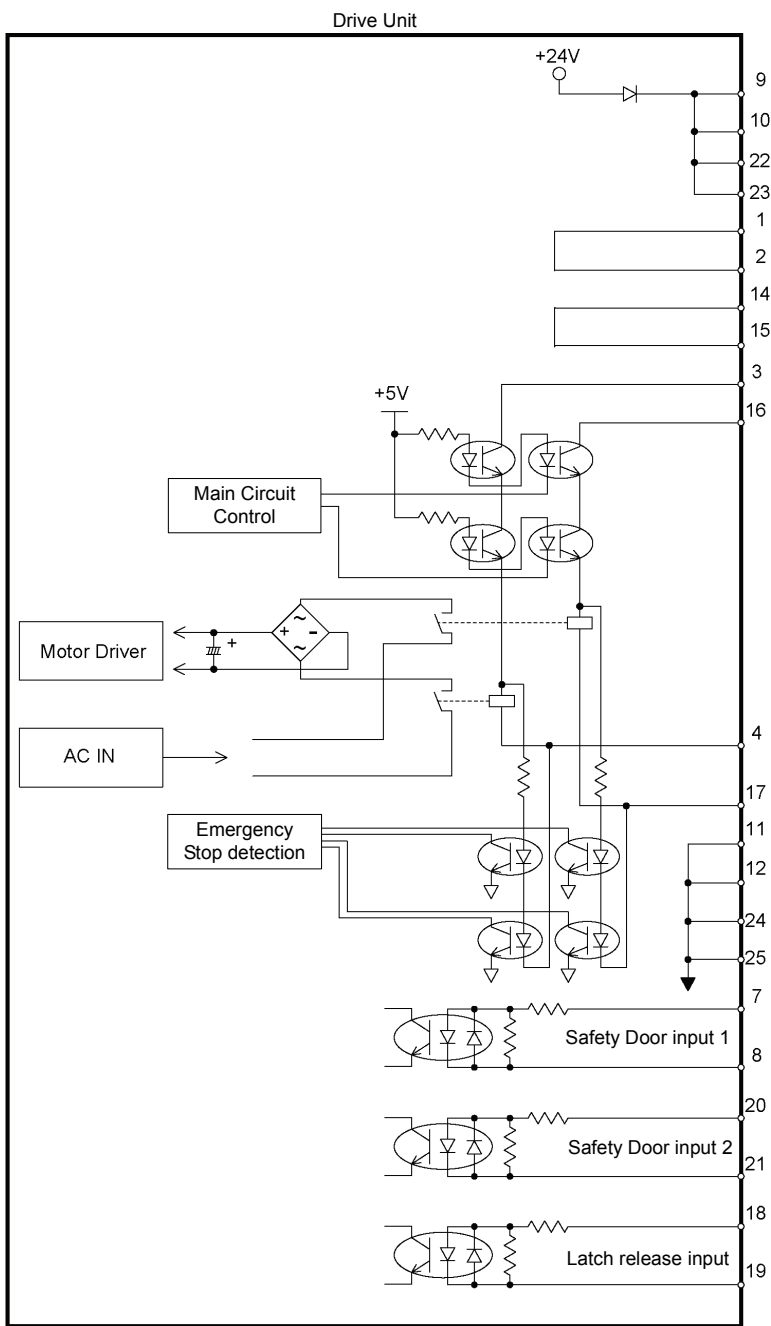 Drive Unit
+24V
9
10
22
23
1
2
14
15
3
+5V
16
Main Circuit
Control
Motor Driver
+
~
+ -
~
AC IN
4
17
Emergency
Stop detection
11
12
24
25
7
Safety Door input 1
8
20
Safety Door input 2
21
18
Latch release input
19